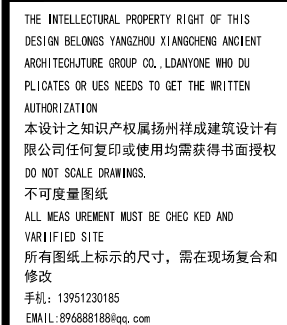 THE INTELLECTURAL PROPERTY RIGHT OF THIS
DESIGN BELONGS YANGZHOU XIANGCHENG ANCIENT
ARCHITECHJTURE GROUP CO.,LDANYONE WHO DU
PLICATES OR UES NEEDS TO GET THE WRITTEN
AUTHORIZATION
本设计之知识产权属扬州祥成建筑设计有
限公司任何复印或使用均需获得书面授权
DO NOT SCALE DRAWINGS.
不可度量图纸
ALL MEAS UREMENT MUST BE CHEC KED AND
VARIIFIED SITE
所有图纸上标示的尺寸，需在现场复合和
修改
手机：13951230185
EMAIL:896888188@qq.com